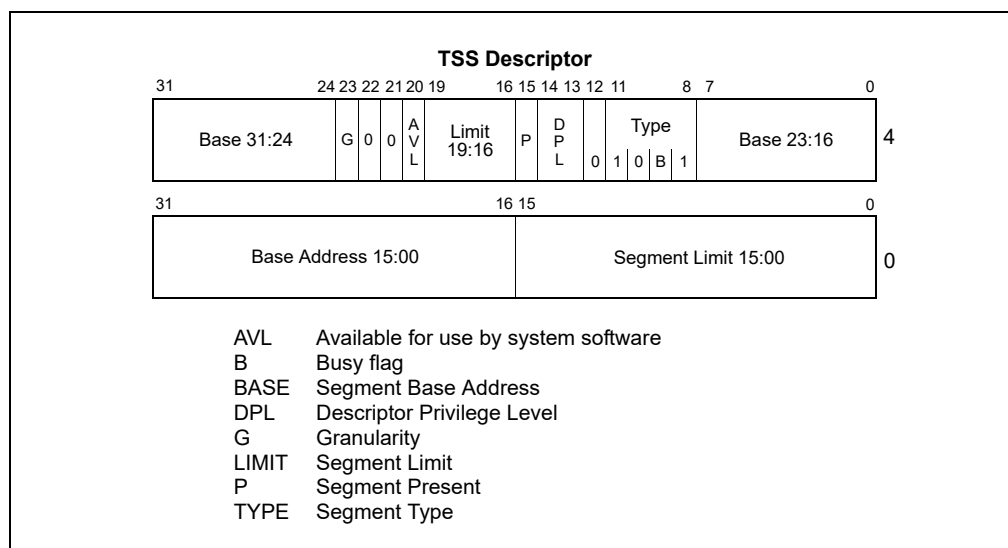 TSS Descriptor
31 24 23 22 21 20 19 16 15 14 13 12 11 8 7 0
Base 31:24 G 0 0 AVL Limit 19:16 P DPL 0 Type 1 0 B 1 Base 23:16 4
31 16 15 0
Base Address 15:00 Segment Limit 15:00 0
AVL Available for use by system software
B Busy flag
BASE Segment Base Address
DPL Descriptor Privilege Level
G Granularity
LIMIT Segment Limit
P Segment Present
TYPE Segment Type